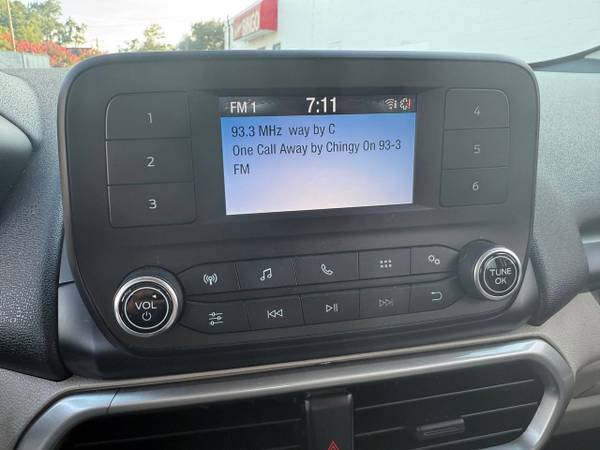 FM 1 7:11
93.3 MHz way by C
One Call Away by Chingy On 93-3
FM
1
2
3
4
5
6
VOL
TUNE
OK